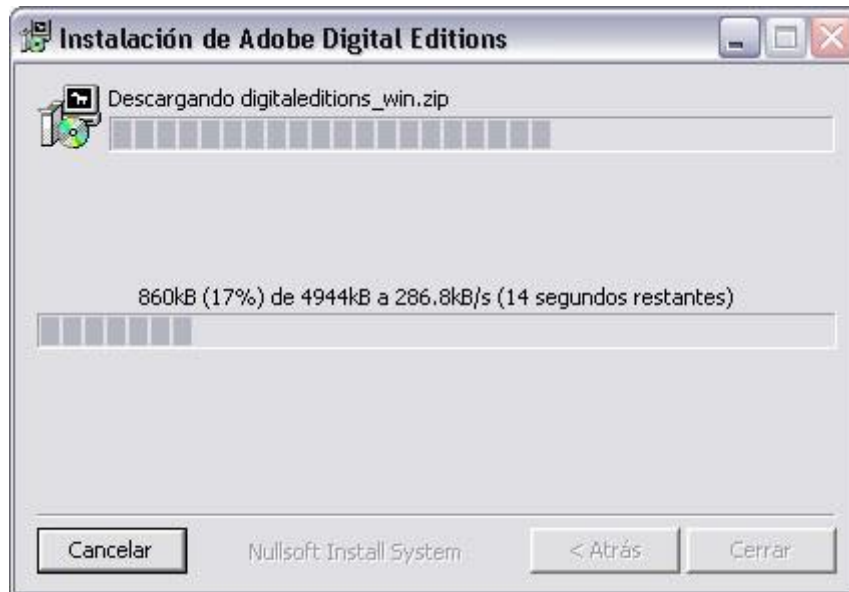 Instalación de Adobe Digital Editions
Descargando digitaleditions_win.zip
860kB (17%) de 4944kB a 286.8kB/s (14 segundos restantes)
Cancelar
Nullsoft Install System
< Atrás
Cerrar